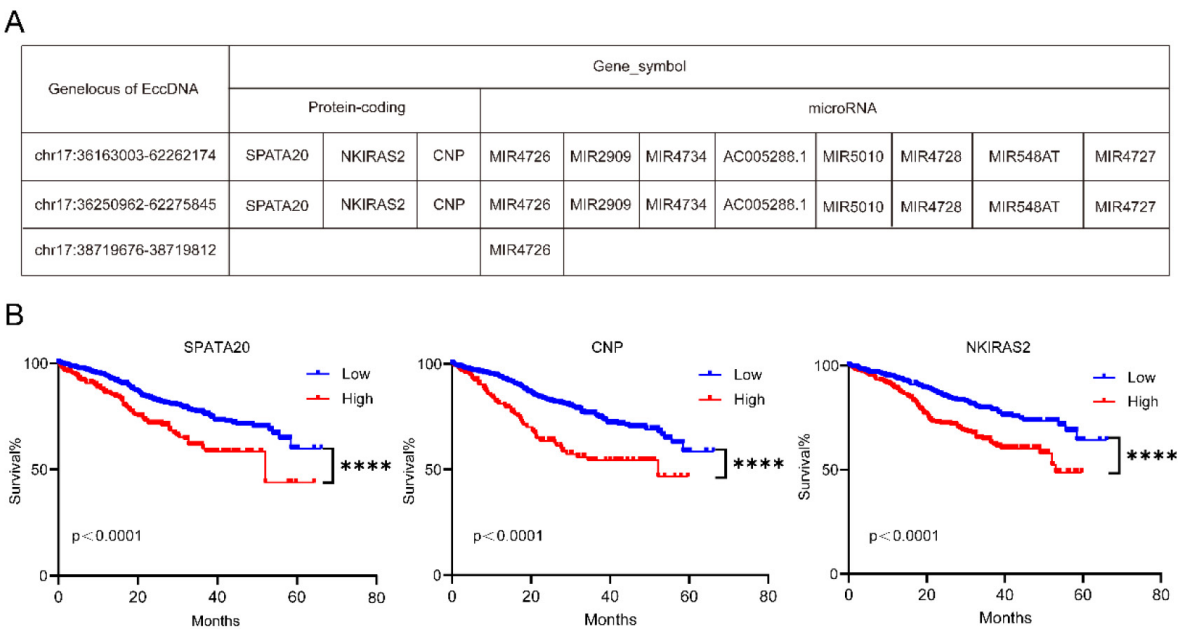 A
Genelocus of EccDNA
Gene_symbol
Protein-coding microRNA
chr17:36163003-62262174 SPATA20 NKIRAS2 CNP MIR4726 MIR2909 MIR4734 AC005288.1 MIR5010 MIR4728 MIR548AT MIR4727
chr17:36250962-62275845 SPATA20 NKIRAS2 CNP MIR4726 MIR2909 MIR4734 AC005288.1 MIR5010 MIR4728 MIR548AT MIR4727
chr17:38719676-38719812 MIR4726
B
SPATA20
100
50
0
Survival%
Low
High
****
p<0.0001
0 20 40 60 80
Months
CNP
100
50
0
Survival%
Low
High
****
p<0.0001
0 20 40 60 80
Months
NKIRAS2
100
50
0
Survival%
Low
High
****
p<0.0001
0 20 40 60 80
Months